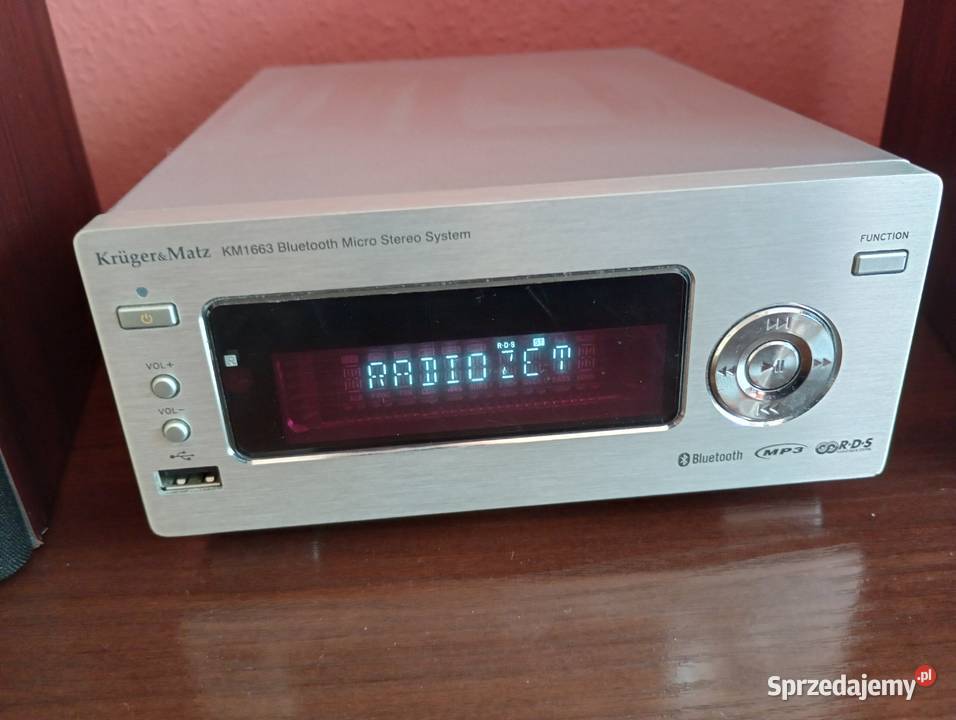 Krüger&Matz KM1663 Bluetooth Micro Stereo System
FUNCTION
VOL+
VOL-
R·D·S ST
RADIO ZET
Bluetooth MP3 R·D·S
Sprzedajemy.pl